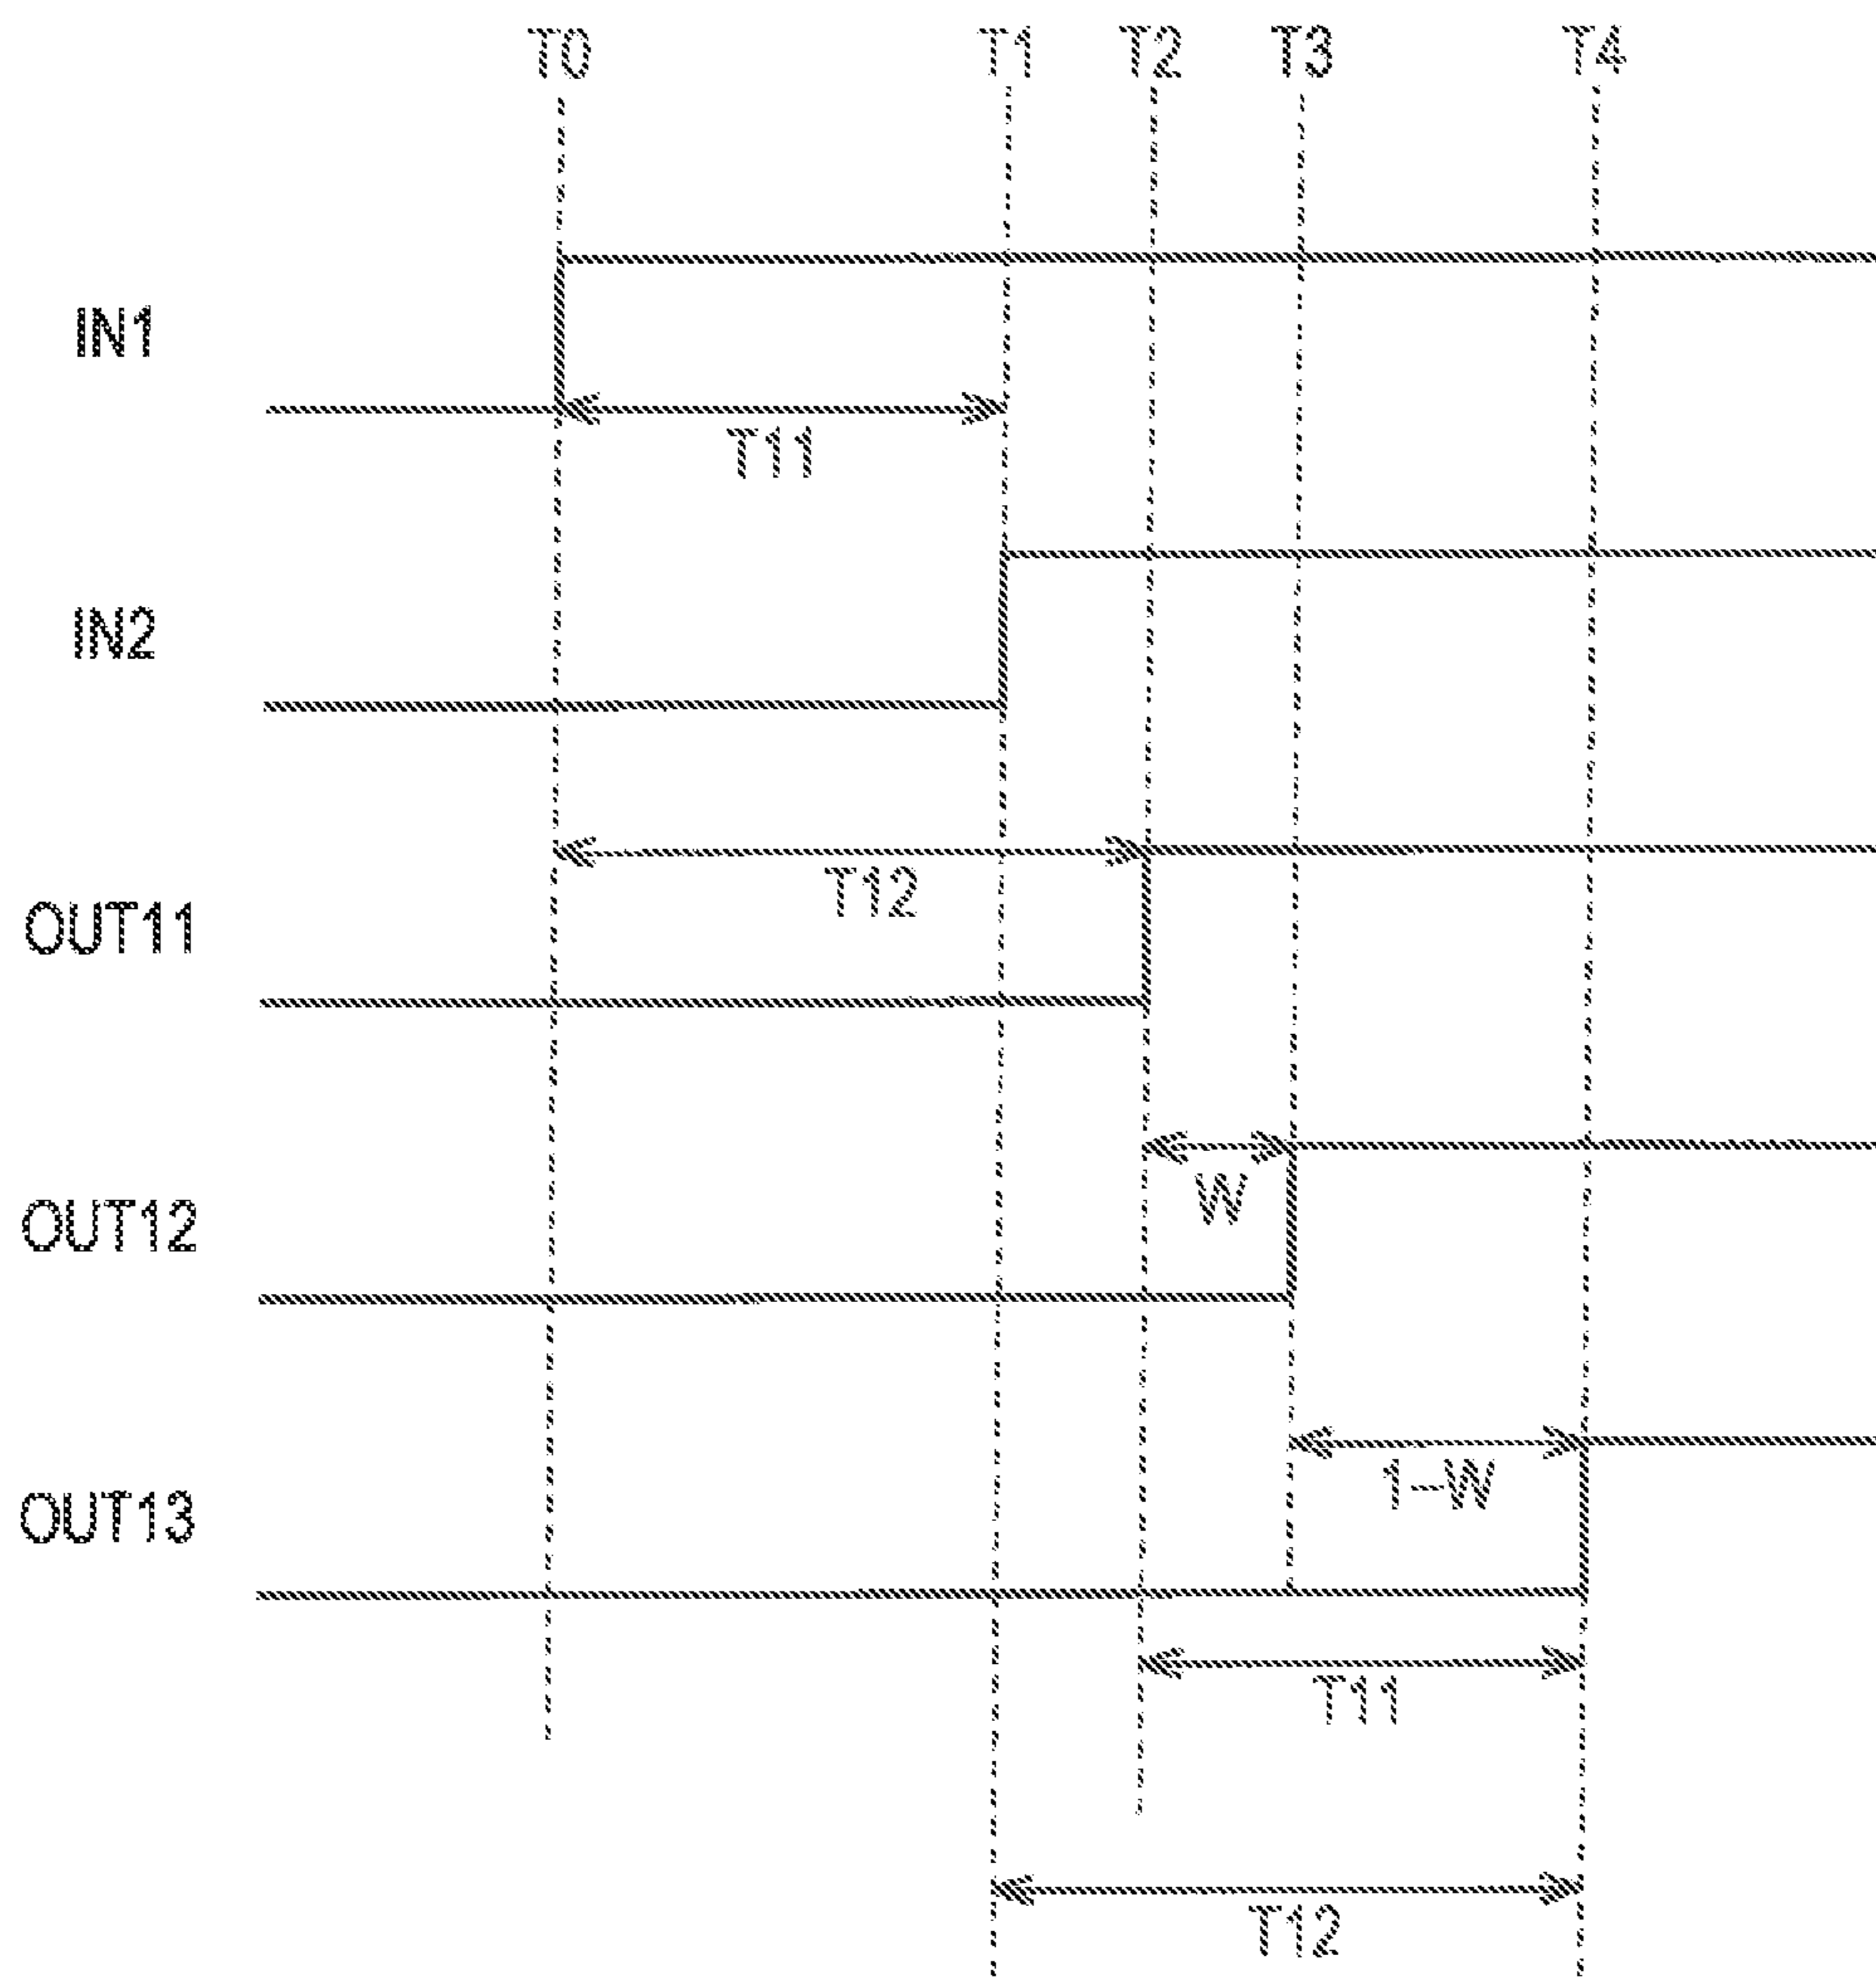 T0 T1 T2 T3 T4
IN1
T11
IN2
T12
OUT11
W
OUT12
1-W
OUT13
T11
T12